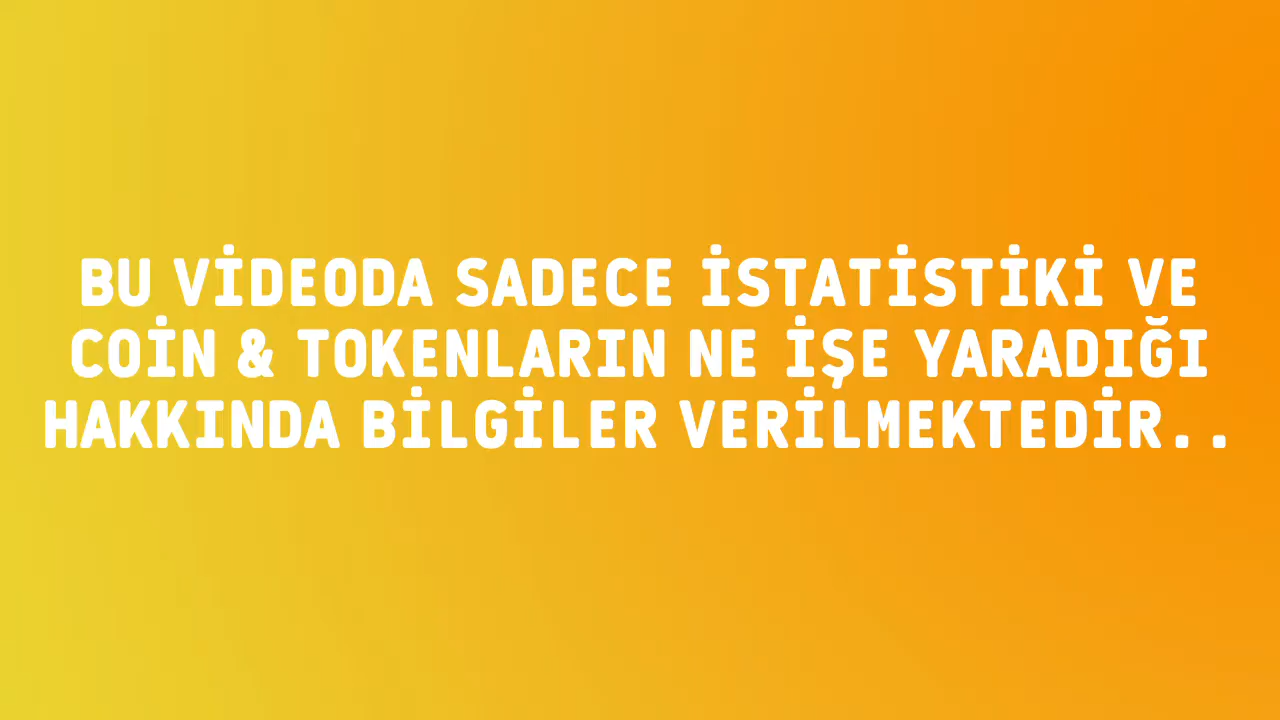 BU VİDEODA SADECE İSTATİSTİKİ VE
COİN & TOKENLARIN NE İŞE YARADIĞI
HAKKINDA BİLGİLER VERİLMEKTEDİR..